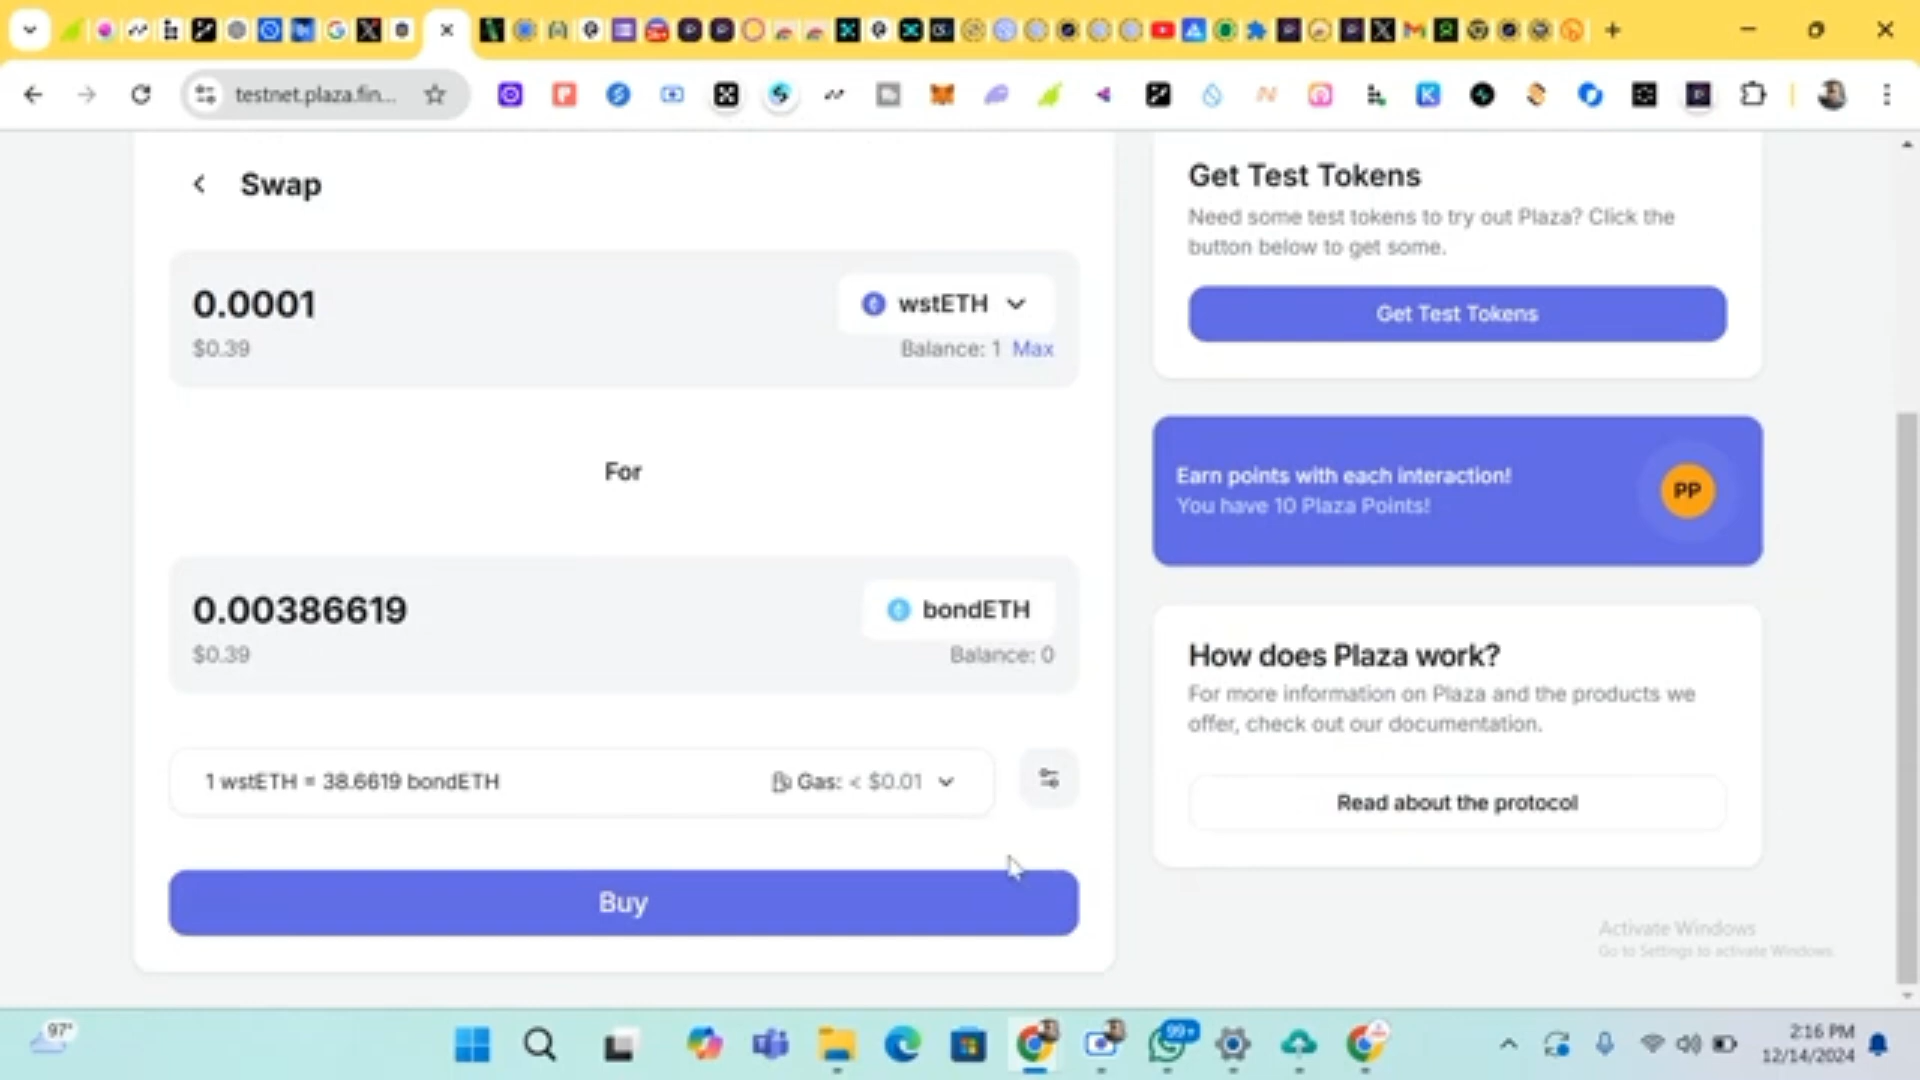 testnet.plaza.fin...
Swap
0.0001
wstETH
$0.39
Balance: 1 Max
For
0.00386619
bondETH
$0.39
Balance: 0
1 wstETH = 38.6619 bondETH
Gas: < $0.01
Buy
Get Test Tokens
Need some test tokens to try out Plaza? Click the
button below to get some.
Get Test Tokens
Earn points with each interaction!
You have 10 Plaza Points!
PP
How does Plaza work?
For more information on Plaza and the products we
offer, check out our documentation.
Read about the protocol
Activate Windows
Go to Settings to activate Windows.
97°
99+
2:16 PM
12/14/2024